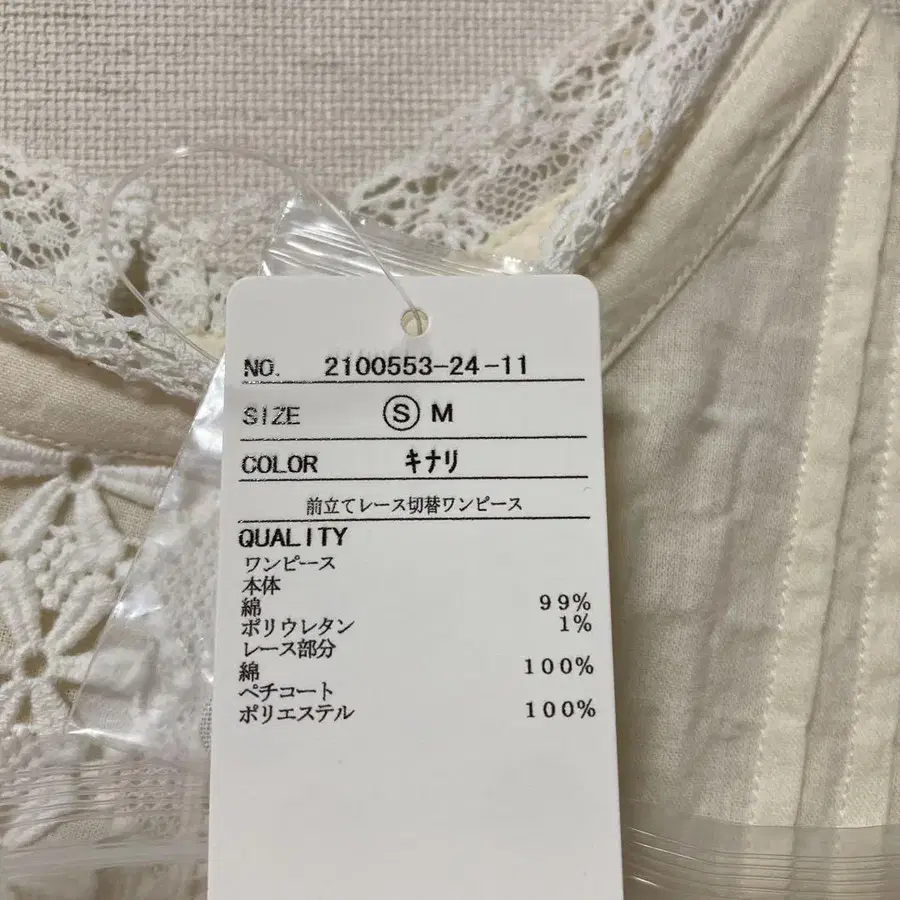 NO. 2100553-24-11
SIZE Ⓢ M
COLOR キナリ
前立てレース切替ワンピース
QUALITY
ワンピース
本体
綿 99%
ポリウレタン 1%
レース部分
綿 100%
ペチコート
ポリエステル 100%